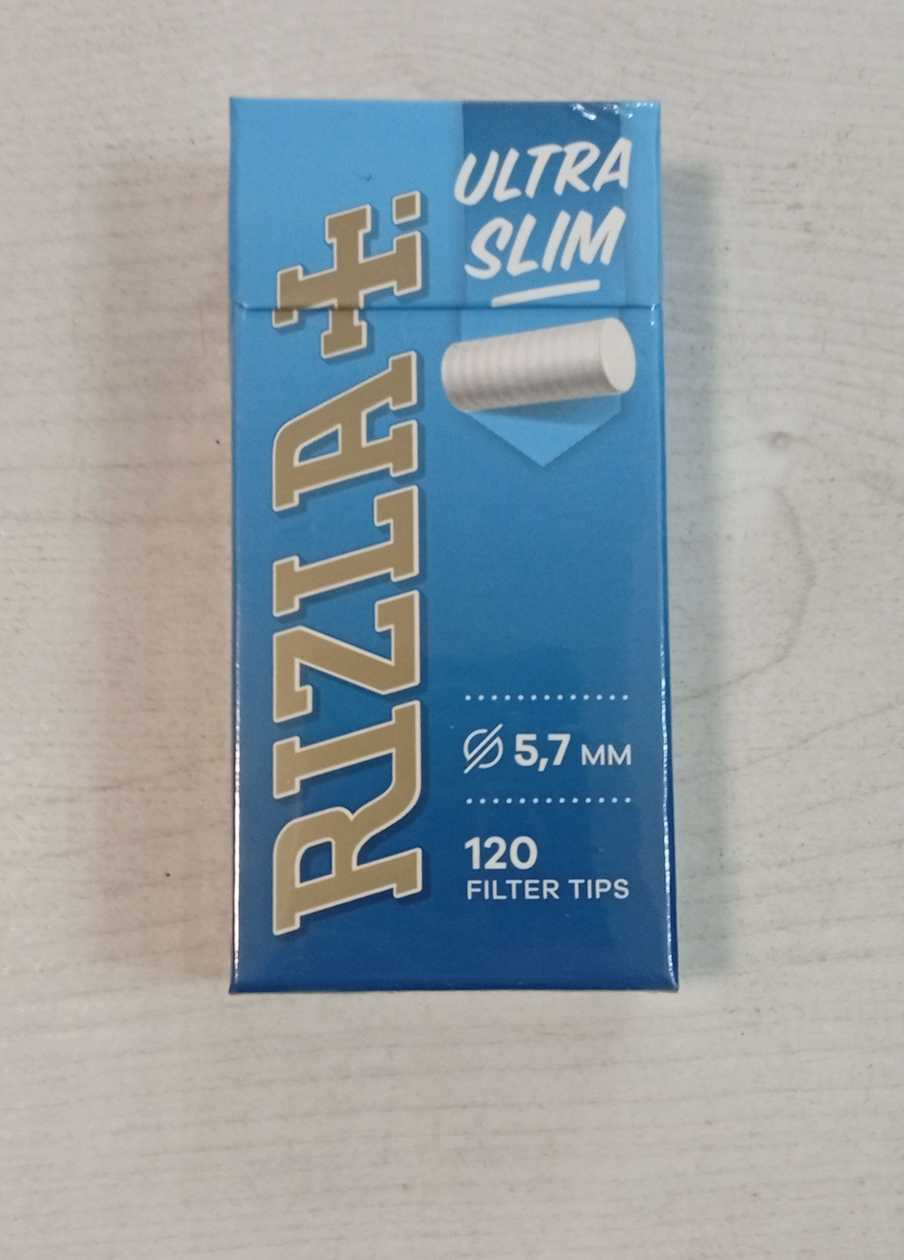 RIZLA+.
ULTRA
SLIM
Ø 5,7 MM
120
FILTER TIPS